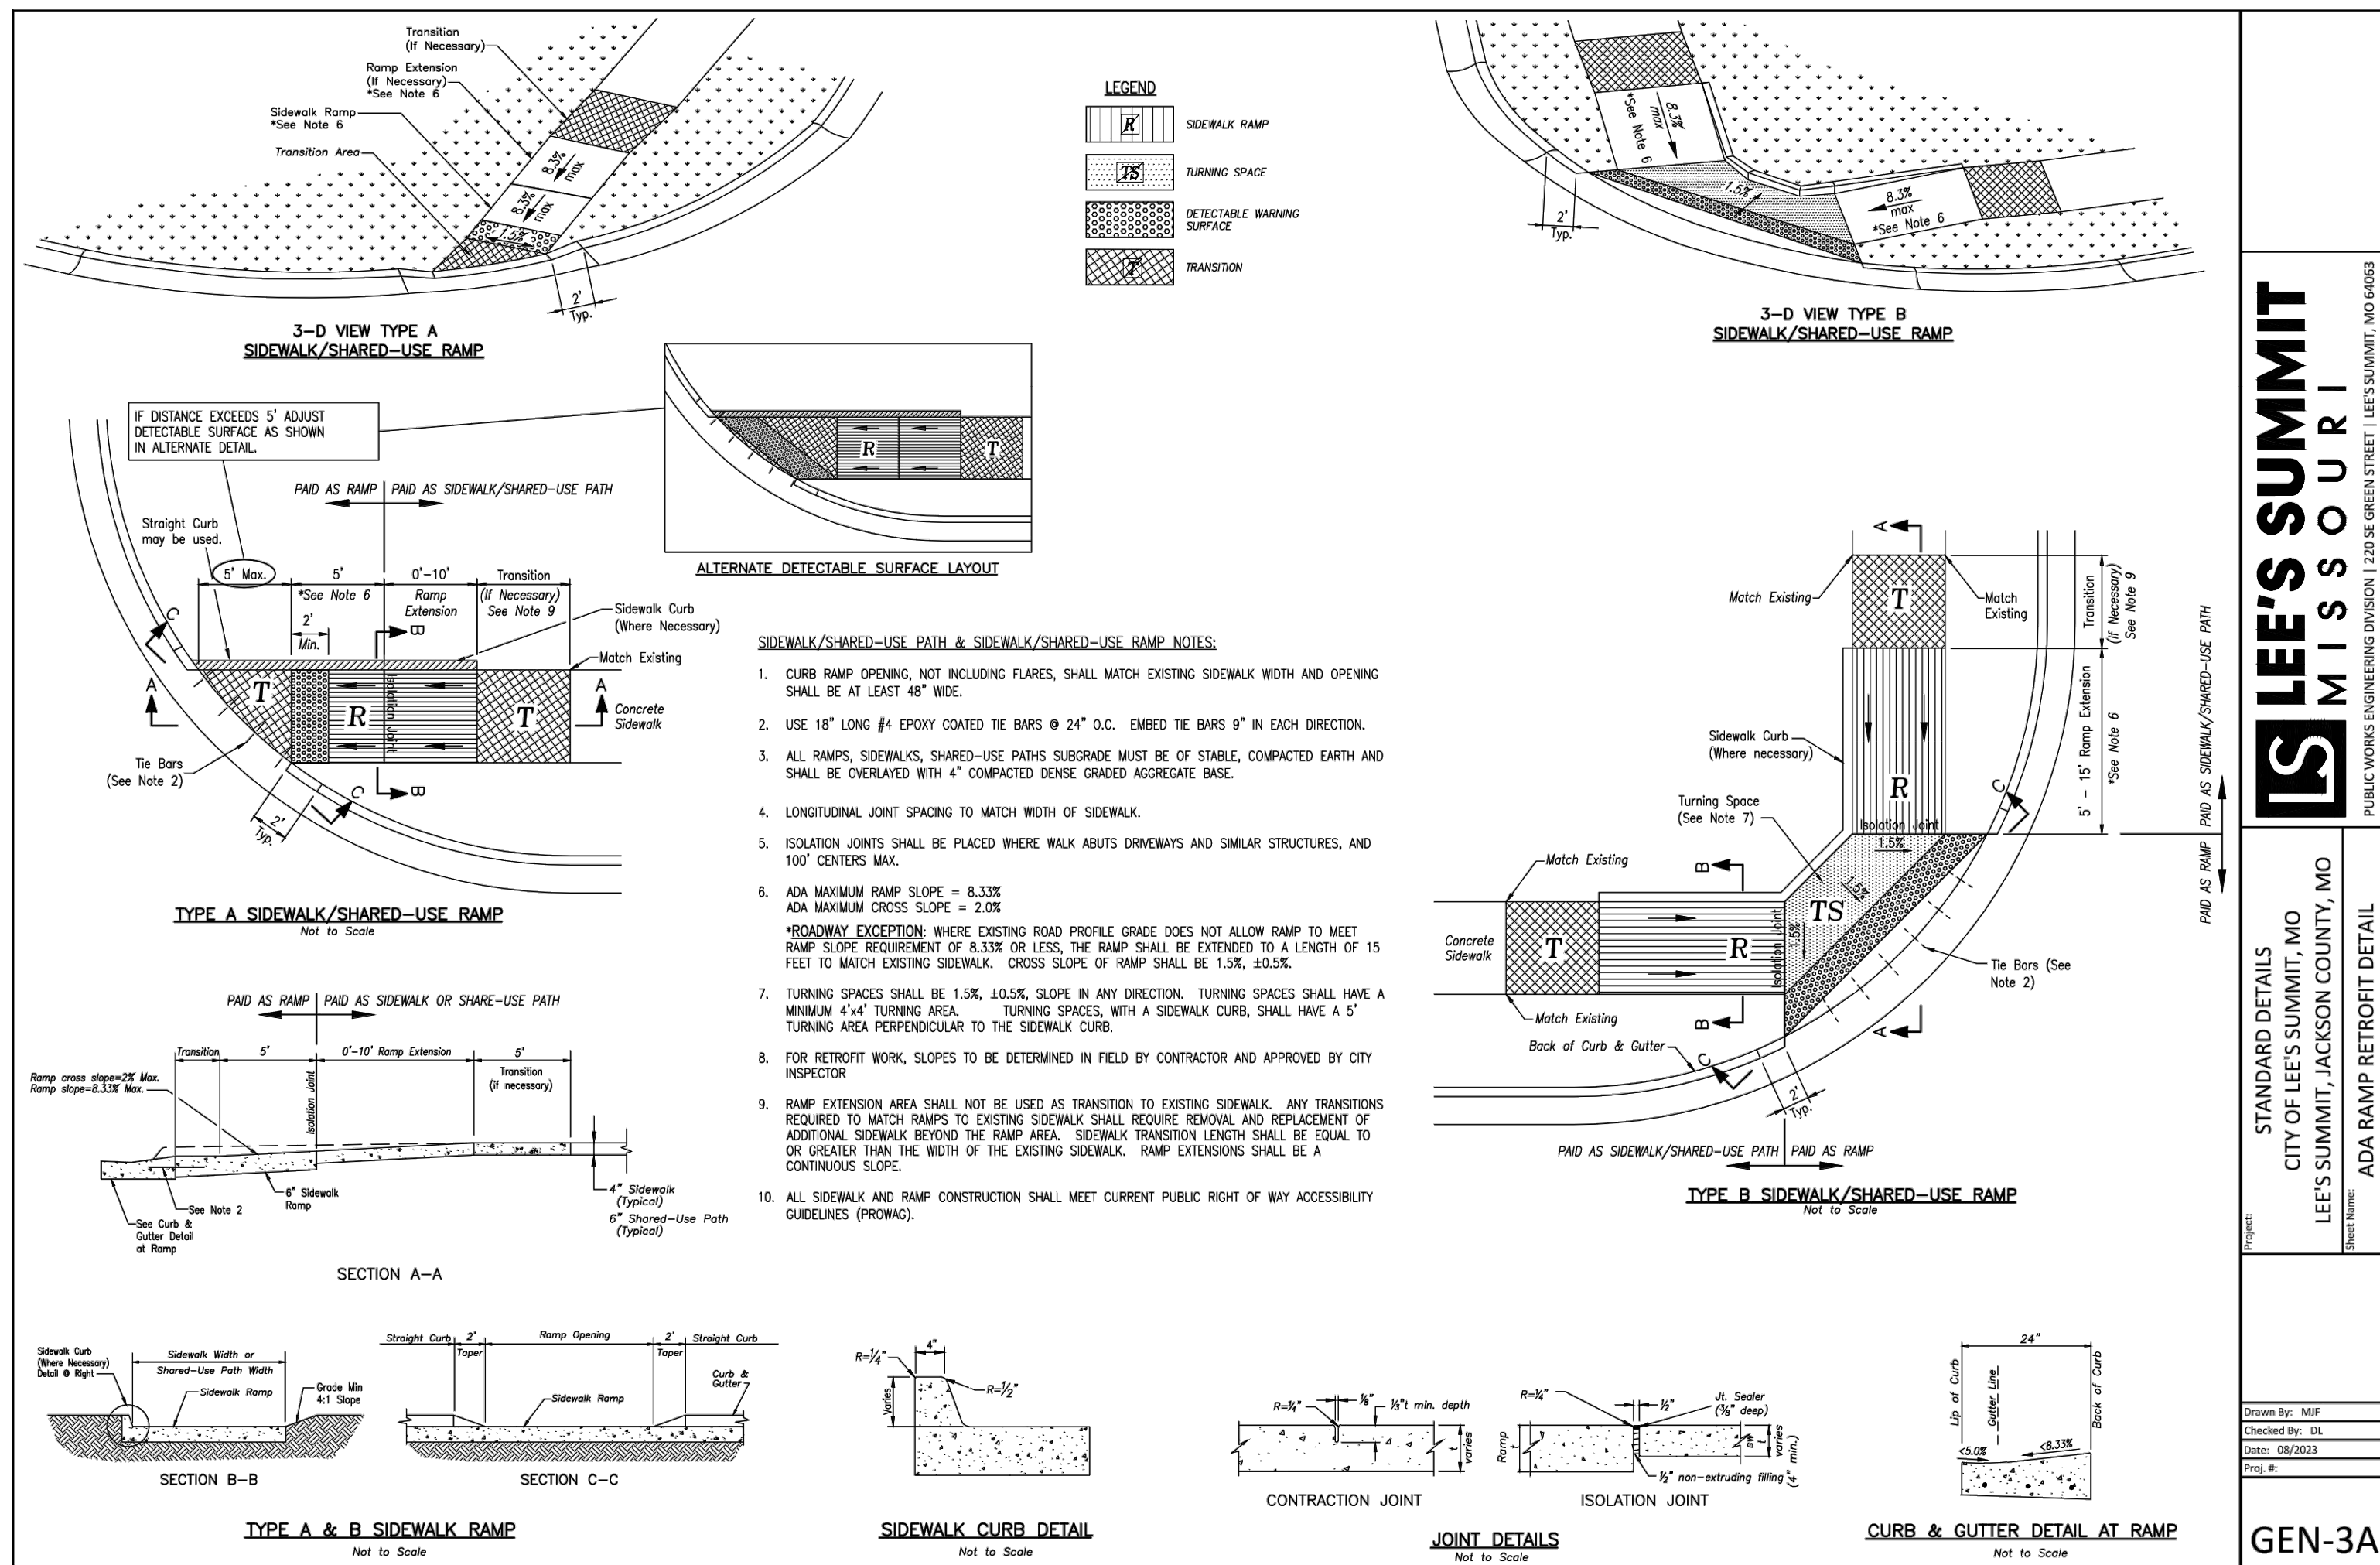 Transition
(If Necessary)
Ramp Extension
(If Necessary)
*See Note 6
Sidewalk Ramp
*See Note 6
Transition Area
8.3%
max
8.3%
max
1.5%
2'
Typ.
3-D VIEW TYPE A
SIDEWALK/SHARED-USE RAMP
LEGEND
R
SIDEWALK RAMP
TS
TURNING SPACE
DETECTABLE WARNING
SURFACE
T
TRANSITION
*See Note 6
8.3%
max
1.5%
8.3%
max
*See Note 6
2'
Typ.
3-D VIEW TYPE B
SIDEWALK/SHARED-USE RAMP
IF DISTANCE EXCEEDS 5' ADJUST
DETECTABLE SURFACE AS SHOWN
IN ALTERNATE DETAIL.
R
T
ALTERNATE DETECTABLE SURFACE LAYOUT
PAID AS RAMP
PAID AS SIDEWALK/SHARED-USE PATH
Straight Curb
may be used.
5' Max.
5'
*See Note 6
0'-10'
Ramp
Extension
Transition
(If Necessary)
See Note 9
2'
Min.
B
Sidewalk Curb
(Where Necessary)
Match Existing
C
A
T
R
Isolation Joint
T
A
Concrete
Sidewalk
Tie Bars
(See Note 2)
C
B
2'
Typ.
TYPE A SIDEWALK/SHARED-USE RAMP
Not to Scale
PAID AS RAMP
PAID AS SIDEWALK OR SHARE-USE PATH
Transition
5'
0'-10' Ramp Extension
5'
Transition
(if necessary)
Ramp cross slope=2% Max.
Ramp slope=8.33% Max.
Isolation Joint
6" Sidewalk
Ramp
See Note 2
See Curb &
Gutter Detail
at Ramp
4" Sidewalk
(Typical)
6" Shared-Use Path
(Typical)
SECTION A-A
SIDEWALK/SHARED-USE PATH & SIDEWALK/SHARED-USE RAMP NOTES:
1. CURB RAMP OPENING, NOT INCLUDING FLARES, SHALL MATCH EXISTING SIDEWALK WIDTH AND OPENING
SHALL BE AT LEAST 48" WIDE.
2. USE 18" LONG #4 EPOXY COATED TIE BARS @ 24" O.C. EMBED TIE BARS 9" IN EACH DIRECTION.
3. ALL RAMPS, SIDEWALKS, SHARED-USE PATHS SUBGRADE MUST BE OF STABLE, COMPACTED EARTH AND
SHALL BE OVERLAYED WITH 4" COMPACTED DENSE GRADED AGGREGATE BASE.
4. LONGITUDINAL JOINT SPACING TO MATCH WIDTH OF SIDEWALK.
5. ISOLATION JOINTS SHALL BE PLACED WHERE WALK ABUTS DRIVEWAYS AND SIMILAR STRUCTURES, AND
100' CENTERS MAX.
6. ADA MAXIMUM RAMP SLOPE = 8.33%
ADA MAXIMUM CROSS SLOPE = 2.0%
*ROADWAY EXCEPTION: WHERE EXISTING ROAD PROFILE GRADE DOES NOT ALLOW RAMP TO MEET
RAMP SLOPE REQUIREMENT OF 8.33% OR LESS, THE RAMP SHALL BE EXTENDED TO A LENGTH OF 15
FEET TO MATCH EXISTING SIDEWALK. CROSS SLOPE OF RAMP SHALL BE 1.5%, ±0.5%.
7. TURNING SPACES SHALL BE 1.5%, ±0.5%, SLOPE IN ANY DIRECTION. TURNING SPACES SHALL HAVE A
MINIMUM 4'x4' TURNING AREA. TURNING SPACES, WITH A SIDEWALK CURB, SHALL HAVE A 5'
TURNING AREA PERPENDICULAR TO THE SIDEWALK CURB.
8. FOR RETROFIT WORK, SLOPES TO BE DETERMINED IN FIELD BY CONTRACTOR AND APPROVED BY CITY
INSPECTOR
9. RAMP EXTENSION AREA SHALL NOT BE USED AS TRANSITION TO EXISTING SIDEWALK. ANY TRANSITIONS
REQUIRED TO MATCH RAMPS TO EXISTING SIDEWALK SHALL REQUIRE REMOVAL AND REPLACEMENT OF
ADDITIONAL SIDEWALK BEYOND THE RAMP AREA. SIDEWALK TRANSITION LENGTH SHALL BE EQUAL TO
OR GREATER THAN THE WIDTH OF THE EXISTING SIDEWALK. RAMP EXTENSIONS SHALL BE A
CONTINUOUS SLOPE.
10. ALL SIDEWALK AND RAMP CONSTRUCTION SHALL MEET CURRENT PUBLIC RIGHT OF WAY ACCESSIBILITY
GUIDELINES (PROWAG).
A
Match Existing
T
Match
Existing
Transition
(If Necessary)
See Note 9
Sidewalk Curb
(Where necessary)
5' - 15' Ramp Extension
*See Note 6
PAID AS RAMP
PAID AS SIDEWALK/SHARED-USE PATH
R
Turning Space
(See Note 7)
Isolation Joint
1.5%
C
Match Existing
B
1.5%
TS
Concrete
Sidewalk
T
R
Isolation Joint
1.5%
Tie Bars (See
Note 2)
Match Existing
B
A
Back of Curb & Gutter
C
2'
Typ.
PAID AS SIDEWALK/SHARED-USE PATH
PAID AS RAMP
TYPE B SIDEWALK/SHARED-USE RAMP
Not to Scale
Sidewalk Curb
(Where Necessary)
Detail @ Right
Sidewalk Width or
Shared-Use Path Width
Sidewalk Ramp
Grade Min
4:1 Slope
SECTION B-B
Straight Curb
2'
Taper
Ramp Opening
2'
Taper
Straight Curb
Curb &
Gutter
Sidewalk Ramp
SECTION C-C
TYPE A & B SIDEWALK RAMP
Not to Scale
4"
R=1/4"
R=1/2"
Varies
SIDEWALK CURB DETAIL
Not to Scale
R=1/4"
1/8"
1/3"t min. depth
t
varies
CONTRACTION JOINT
R=1/4"
1/2"
Jt. Sealer
(3/8" deep)
Ramp
t
sw
t
varies
(4" min.)
1/2" non-extruding filling
ISOLATION JOINT
JOINT DETAILS
Not to Scale
24"
Lip of Curb
Gutter Line
Back of Curb
<5.0%
<8.33%
CURB & GUTTER DETAIL AT RAMP
Not to Scale
LS
LEE'S SUMMIT
MISSOURI
PUBLIC WORKS ENGINEERING DIVISION | 220 SE GREEN STREET | LEE'S SUMMIT, MO 64063
Project:
STANDARD DETAILS
CITY OF LEE'S SUMMIT, MO
LEE'S SUMMIT, JACKSON COUNTY, MO
Sheet Name:
ADA RAMP RETROFIT DETAIL
Drawn By: MJF
Checked By: DL
Date: 08/2023
Proj. #:
GEN-3A